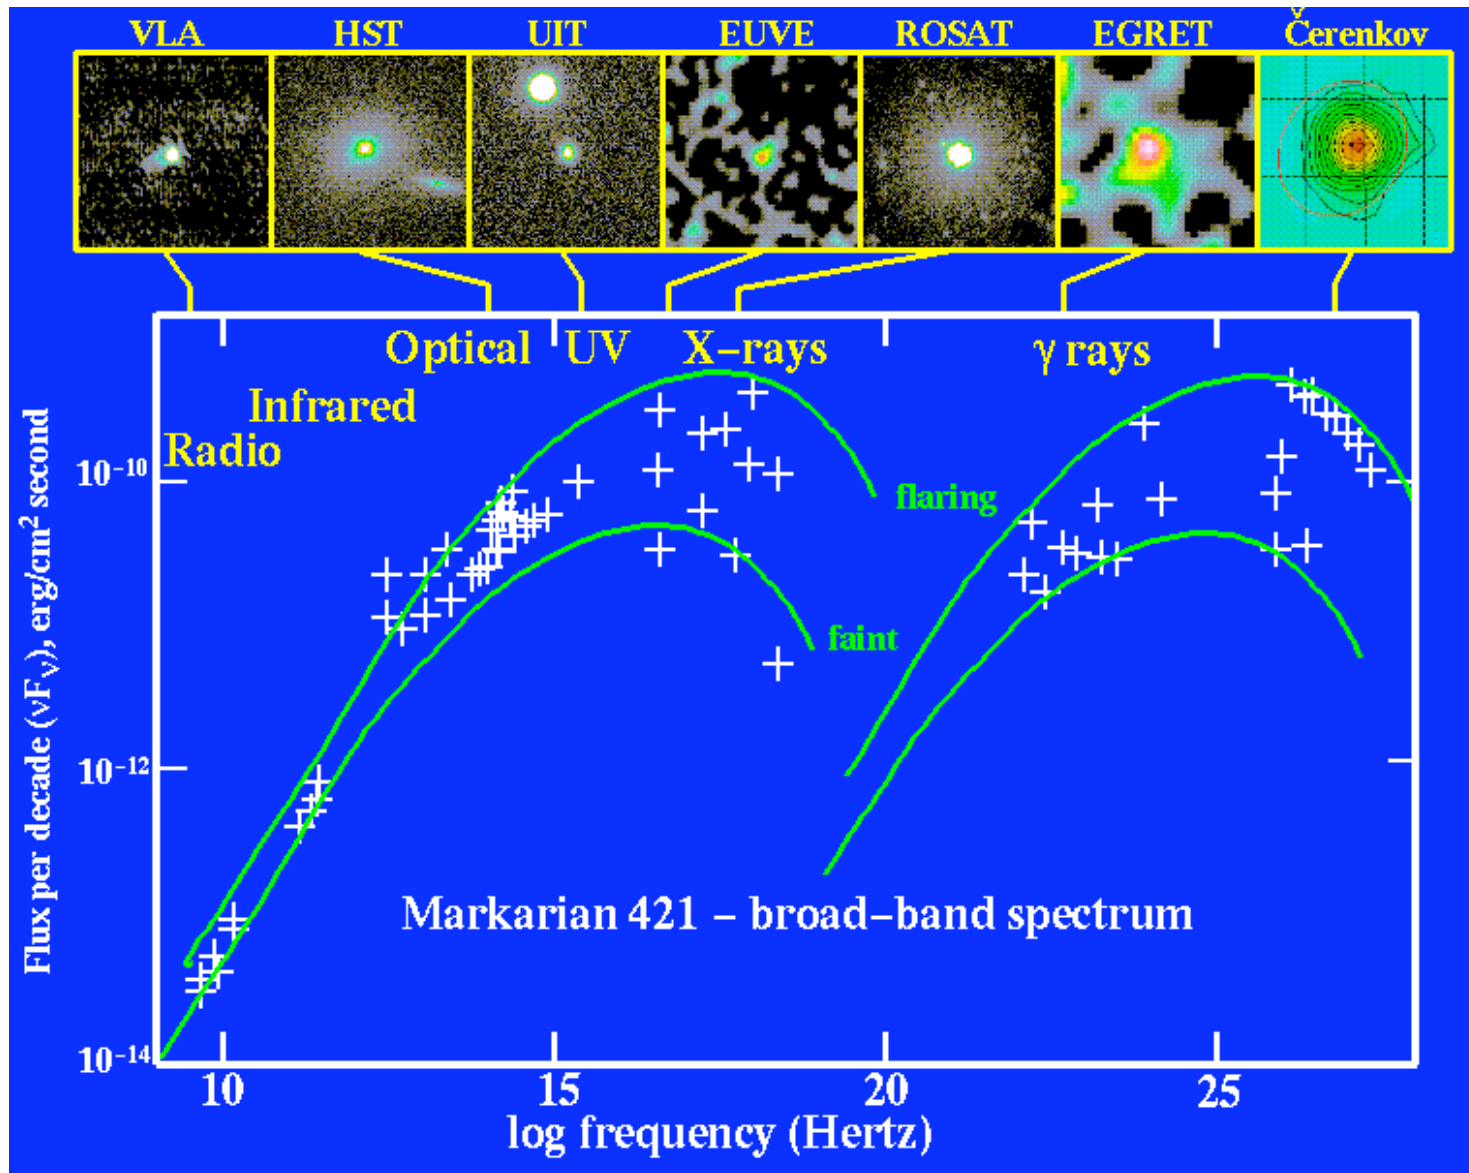 VLA HST UIT EUVE ROSAT EGRET Čerenkov
Optical UV X-rays γ rays
Infrared
Radio
10⁻¹⁰
flaring
faint
10⁻¹²
Markarian 421 – broad-band spectrum
10⁻¹⁴
10 15 20 25
log frequency (Hertz)
Flux per decade (νFᵥ), erg/cm² second